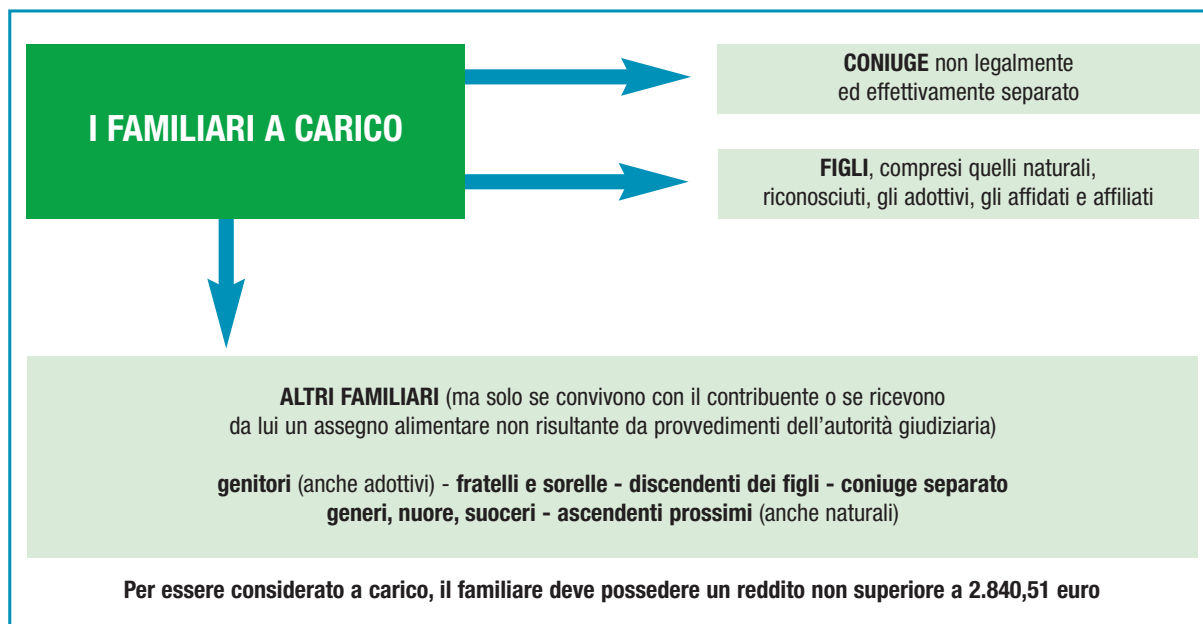 I FAMILIARI A CARICO
CONIUGE non legalmente
ed effettivamente separato
FIGLI, compresi quelli naturali,
riconosciuti, gli adottivi, gli affidati e affiliati
ALTRI FAMILIARI (ma solo se convivono con il contribuente o se ricevono
da lui un assegno alimentare non risultante da provvedimenti dell'autorità giudiziaria)
genitori (anche adottivi) - fratelli e sorelle - discendenti dei figli - coniuge separato
generi, nuore, suoceri - ascendenti prossimi (anche naturali)
Per essere considerato a carico, il familiare deve possedere un reddito non superiore a 2.840,51 euro